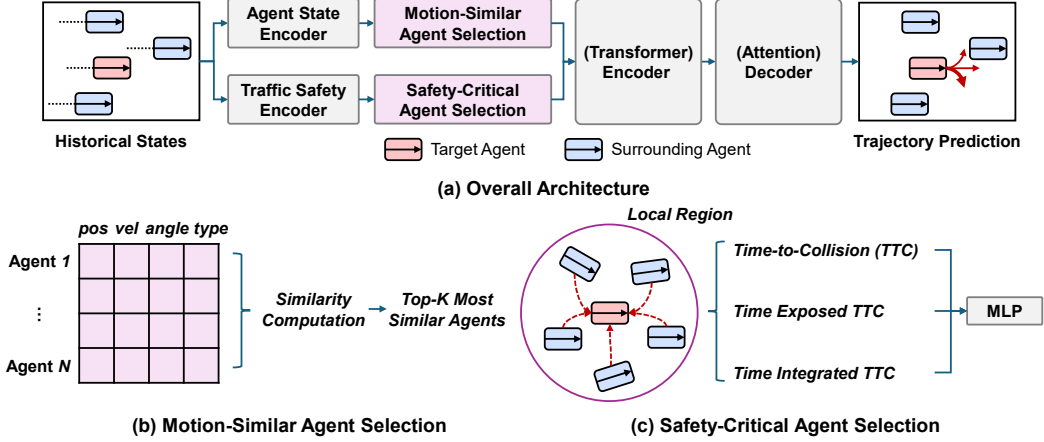 Agent State
Encoder
Motion-Similar
Agent Selection
Traffic Safety
Encoder
Safety-Critical
Agent Selection
(Transformer)
Encoder
(Attention)
Decoder
Historical States
Trajectory Prediction
Target Agent
Surrounding Agent
(a) Overall Architecture
pos vel angle type
Agent 1
⋮
Agent N
Similarity
Computation
Top-K Most
Similar Agents
(b) Motion-Similar Agent Selection
Local Region
Time-to-Collision (TTC)
Time Exposed TTC
Time Integrated TTC
MLP
(c) Safety-Critical Agent Selection